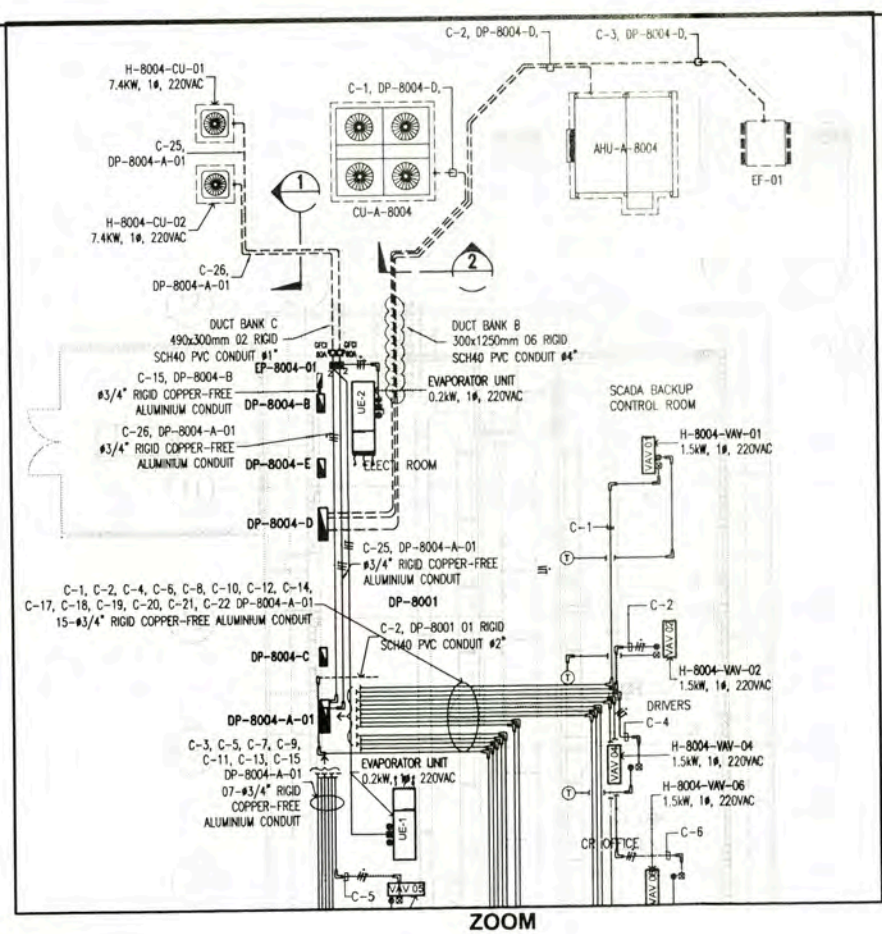 C-2, DP-8004-D,
C-3, DP-8004-D,
H-8004-CU-01
7.4KW, 1ø, 220VAC
C-1, DP-8004-D,
C-25,
DP-8004-A-01
AHU-A-8004
EF-01
1
H-8004-CU-02
7.4KW, 1ø, 220VAC
CU-A-8004
2
C-26,
DP-8004-A-01
DUCT BANK C
490x300mm 02 RIGID
SCH40 PVC CONDUIT ø1"
DUCT BANK B
300x1250mm 06 RIGID
SCH40 PVC CONDUIT ø4"
EP-8004-01
C-15, DP-8004-B
ø3/4" RIGID COPPER-FREE
ALUMINIUM CONDUIT
DP-8004-B
UE-2
EVAPORATOR UNIT
0.2kW, 1ø, 220VAC
SCADA BACKUP
CONTROL ROOM
C-26, DP-8004-A-01
ø3/4" RIGID COPPER-FREE
ALUMINIUM CONDUIT
VAV 01
H-8004-VAV-01
1.5kW, 1ø, 220VAC
DP-8004-E
ELECT. ROOM
DP-8004-D
C-1
C-25, DP-8004-A-01
ø3/4" RIGID COPPER-FREE
ALUMINIUM CONDUIT
T
C-1, C-2, C-4, C-6, C-8, C-10, C-12, C-14,
C-17, C-18, C-19, C-20, C-21, C-22 DP-8004-A-01
15-ø3/4" RIGID COPPER-FREE ALUMINIUM CONDUIT
DP-8001
C-2
C-2, DP-8001 01 RIGID
SCH40 PVC CONDUIT ø2"
VAV 02
DP-8004-C
H-8004-VAV-02
1.5kW, 1ø, 220VAC
T
DP-8004-A-01
DRIVERS
C-4
C-3, C-5, C-7, C-9,
C-11, C-13, C-15
DP-8004-A-01
07-ø3/4" RIGID
COPPER-FREE
ALUMINIUM CONDUIT
EVAPORATOR UNIT
0.2kW, 1ø, 220VAC
VAV 04
H-8004-VAV-04
1.5kW, 1ø, 220VAC
T
H-8004-VAV-06
1.5kW, 1ø, 220VAC
UE-1
CR OFFICE
C-6
C-5
VAV 05
VAV 06
ZOOM